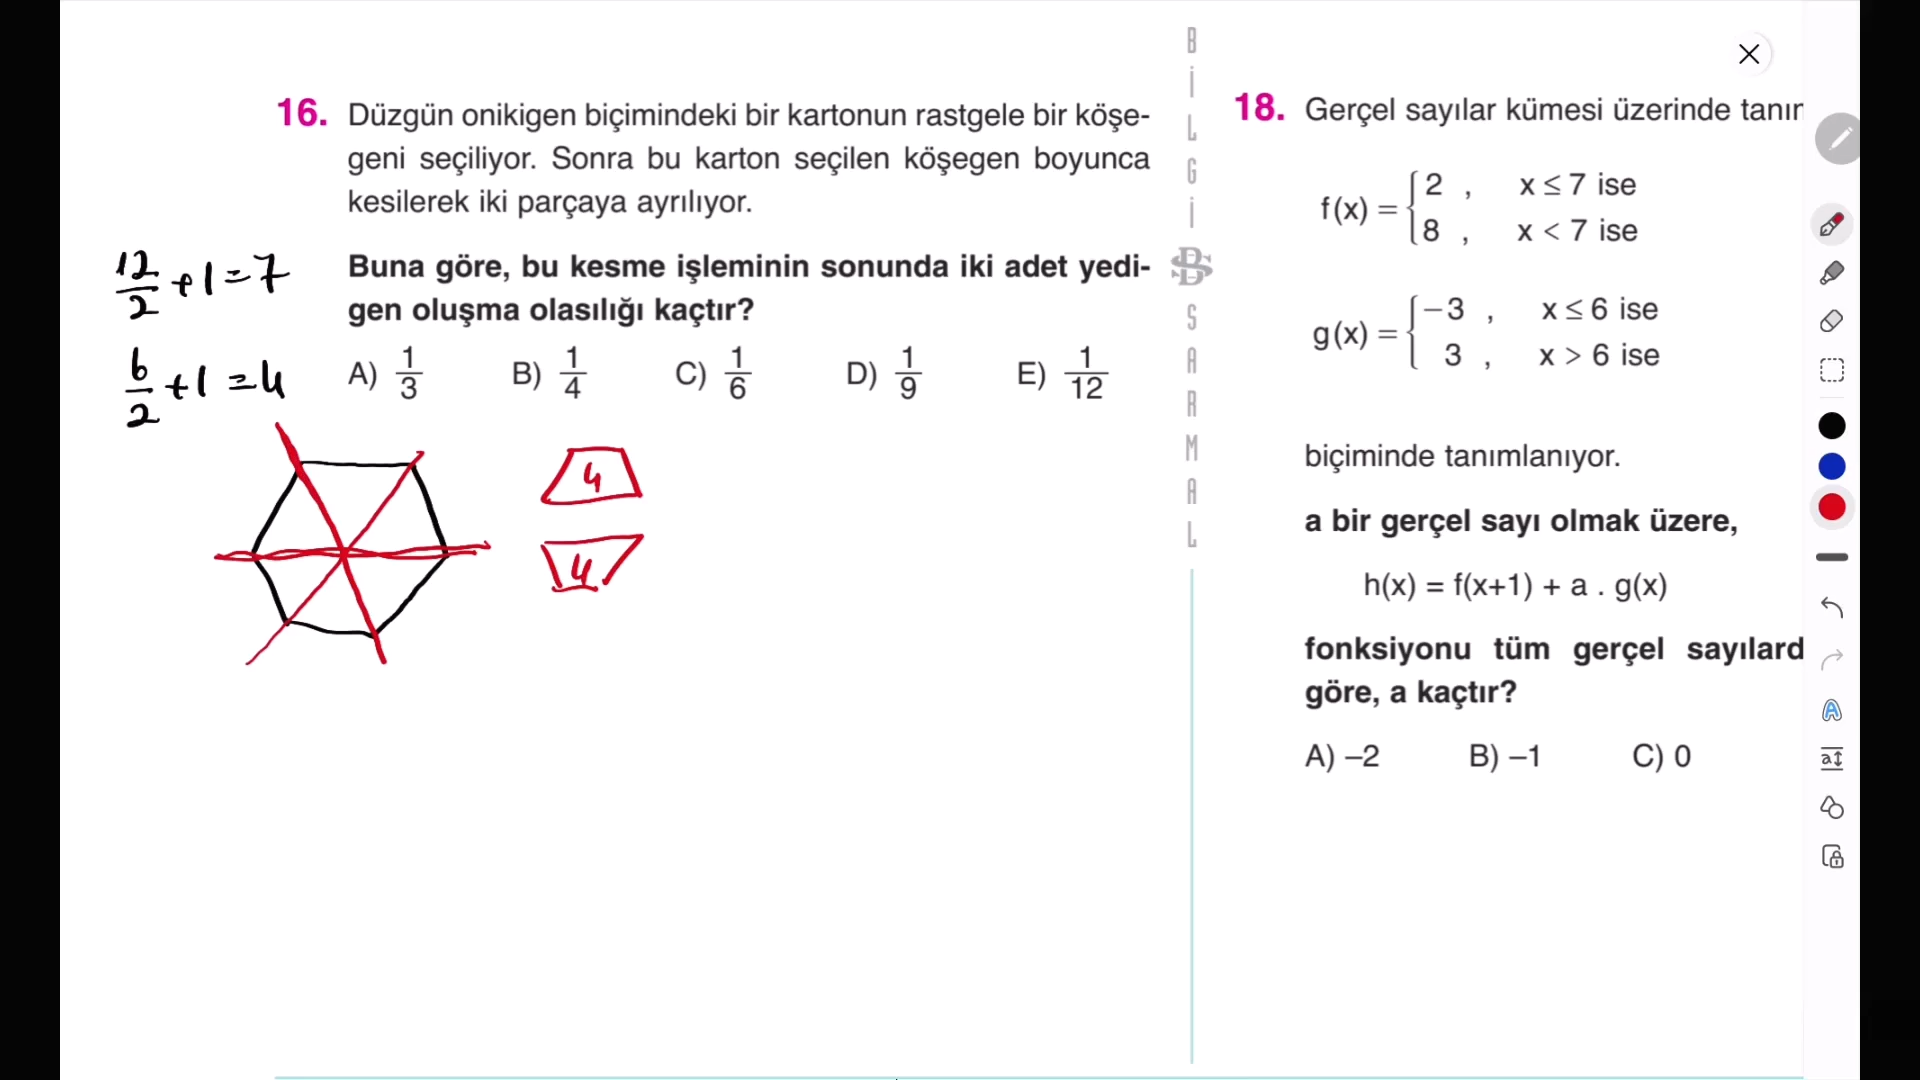 16. Düzgün onikigen biçimindeki bir kartonun rastgele bir köşe-
geni seçiliyor. Sonra bu karton seçilen köşegen boyunca
kesilerek iki parçaya ayrılıyor.
Buna göre, bu kesme işleminin sonunda iki adet yedi-
gen oluşma olasılığı kaçtır?
A) 1/3 B) 1/4 C) 1/6 D) 1/9 E) 1/12
12/2 + 1 = 7
6/2 + 1 = 4
4
4
BİLGİ
SARMAL
18. Gerçel sayılar kümesi üzerinde tanır
f(x) = { 2 , x ≤ 7 ise
8 , x < 7 ise
g(x) = { –3 , x ≤ 6 ise
3 , x > 6 ise
biçiminde tanımlanıyor.
a bir gerçel sayı olmak üzere,
h(x) = f(x+1) + a . g(x)
fonksiyonu tüm gerçel sayılard
göre, a kaçtır?
A) –2 B) –1 C) 0